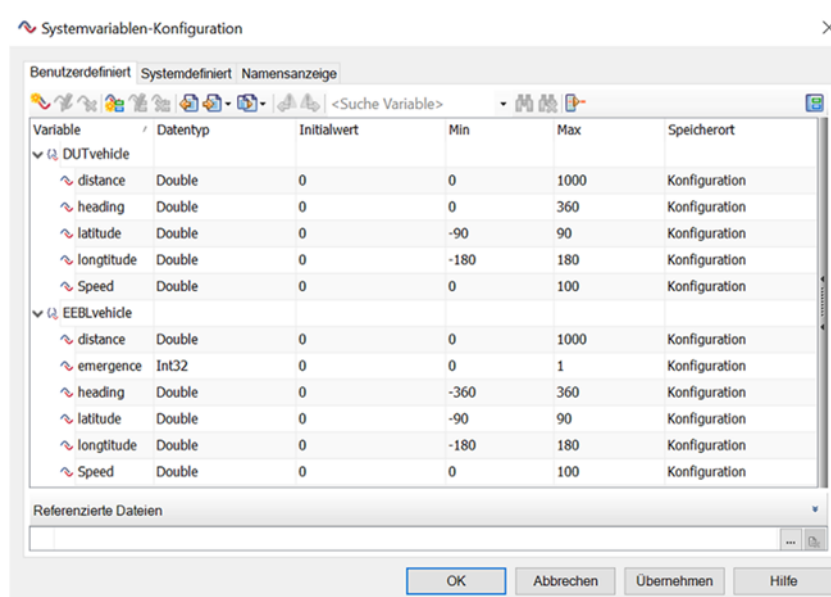 Systemvariablen-Konfiguration
Benutzerdefiniert Systemdefiniert Namensanzeige
<Suche Variable>
Variable Datentyp Initialwert Min Max Speicherort
DUTvehicle
distance Double 0 0 1000 Konfiguration
heading Double 0 0 360 Konfiguration
latitude Double 0 -90 90 Konfiguration
longtitude Double 0 -180 180 Konfiguration
Speed Double 0 0 100 Konfiguration
EEBLvehicle
distance Double 0 0 1000 Konfiguration
emergence Int32 0 0 1 Konfiguration
heading Double 0 -360 360 Konfiguration
latitude Double 0 -90 90 Konfiguration
longtitude Double 0 -180 180 Konfiguration
Speed Double 0 0 100 Konfiguration
Referenzierte Dateien
...
OK Abbrechen Übernehmen Hilfe